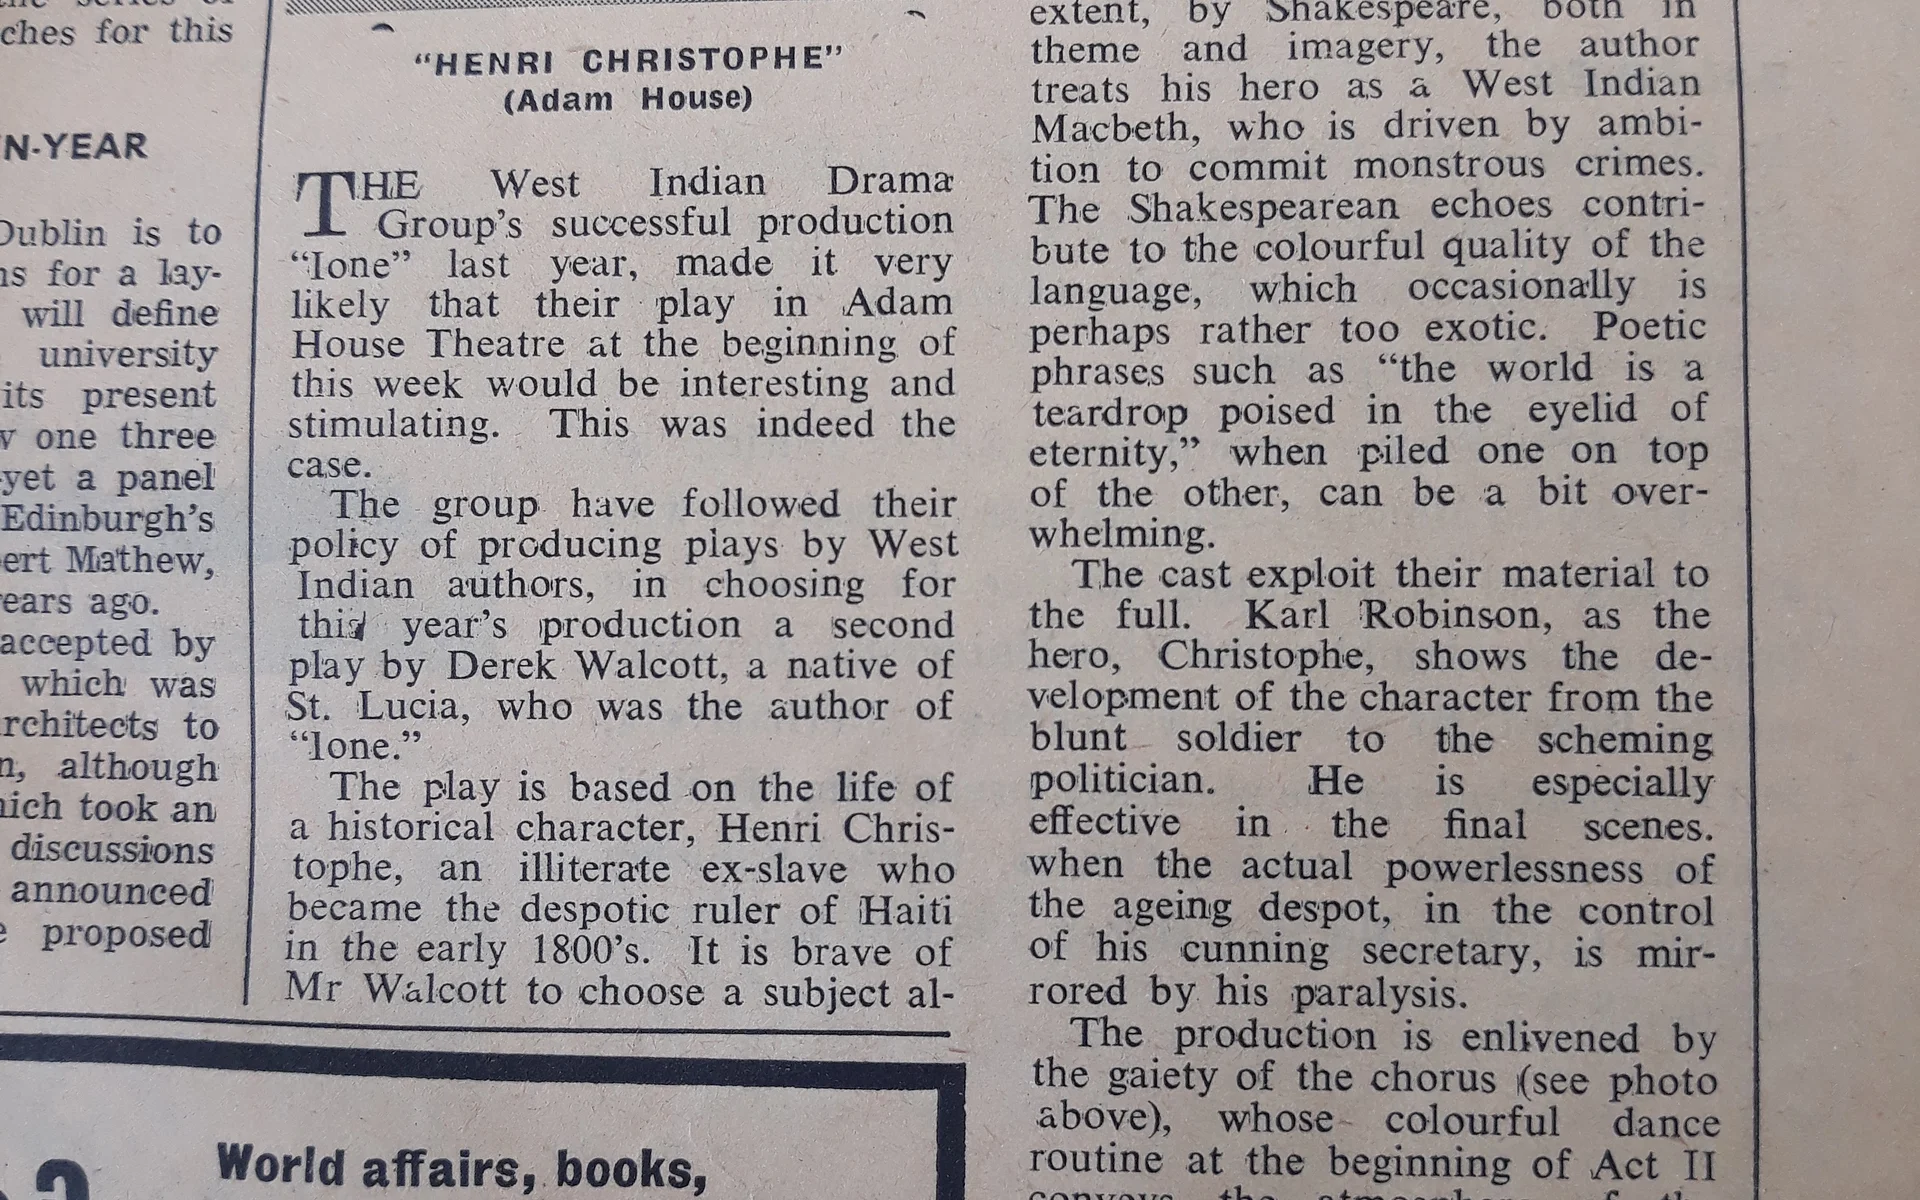 ches for this
N-YEAR
Dublin is to
ns for a lay-
will define
university
its present
one three
yet a panel
Edinburgh's
ert Mathew,
ears ago.
accepted by
which was
rchitects to
n, although
hich took an
discussions
announced
proposed
"HENRI CHRISTOPHE"
(Adam House)
THE West Indian Drama
Group's successful production
"Ione" last year, made it very
likely that their play in Adam
House Theatre at the beginning of
this week would be interesting and
stimulating. This was indeed the
case.
The group have followed their
policy of producing plays by West
Indian authors, in choosing for
this year's production a second
play by Derek Walcott, a native of
St. Lucia, who was the author of
"Ione."
The play is based on the life of
a historical character, Henri Chris-
tophe, an illiterate ex-slave who
became the despotic ruler of Haiti
in the early 1800's. It is brave of
Mr Walcott to choose a subject al-
extent, by Shakespeare, both in
theme and imagery, the author
treats his hero as a West Indian
Macbeth, who is driven by ambi-
tion to commit monstrous crimes.
The Shakespearean echoes contri-
bute to the colourful quality of the
language, which occasionally is
perhaps rather too exotic. Poetic
phrases such as "the world is a
teardrop poised in the eyelid of
eternity," when piled one on top
of the other, can be a bit over-
whelming.
The cast exploit their material to
the full. Karl Robinson, as the
hero, Christophe, shows the de-
velopment of the character from the
blunt soldier to the scheming
politician. He is especially
effective in the final scenes.
when the actual powerlessness of
the ageing despot, in the control
of his cunning secretary, is mir-
rored by his paralysis.
The production is enlivened by
the gaiety of the chorus (see photo
above), whose colourful dance
routine at the beginning of Act II
World affairs, books,